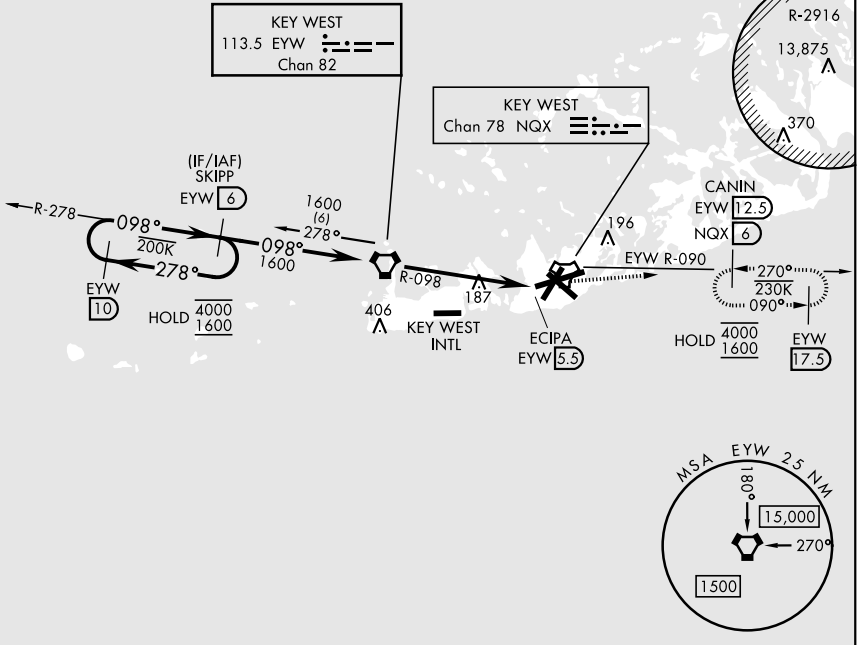 KEY WEST
113.5 EYW
Chan 82
R-2916
13,875
370
KEY WEST
Chan 78 NQX
(IF/IAF)
SKIPP
EYW 6
1600
(6)
278°
R-278
098°
200K
278°
098°
1600
EYW
10
HOLD 4000
1600
R-098
187
406
KEY WEST
INTL
ECIPA
EYW 5.5
196
EYW R-090
CANIN
EYW 12.5
NQX 6
270°
230K
090°
HOLD 4000
1600
EYW
17.5
MSA EYW 25 NM
180°
15,000
270°
1500